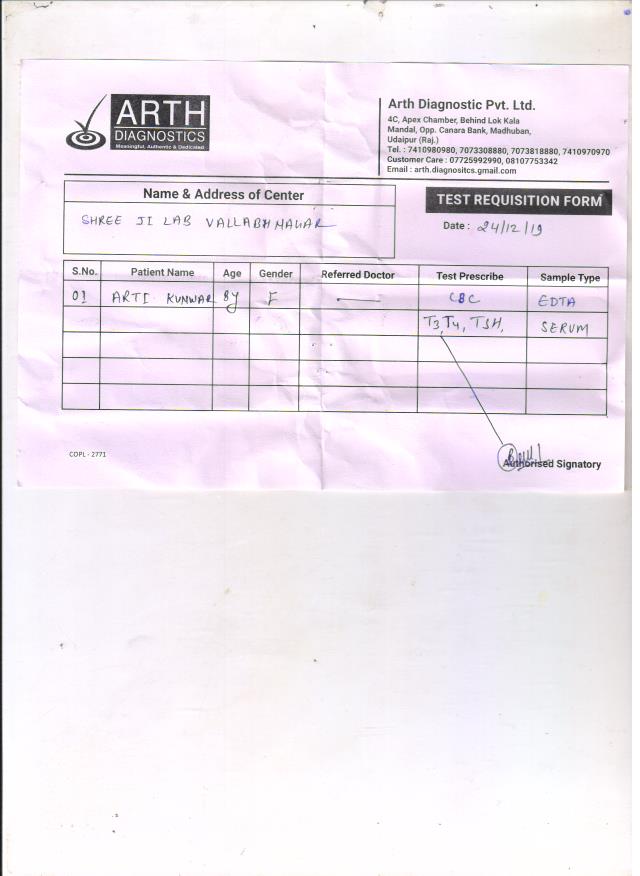 ARTH
DIAGNOSTICS
Meaningful, Authentic & Dedicated
Arth Diagnostic Pvt. Ltd.
4C, Apex Chamber, Behind Lok Kala
Mandal, Opp. Canara Bank, Madhuban,
Udaipur (Raj.)
Tel. : 7410980980, 7073308880, 7073818880, 7410970970
Customer Care : 07725992990, 08107753342
Email : arth.diagnositcs.gmail.com
Name & Address of Center
SHREE JI LAB VALLABHNAGAR
TEST REQUISITION FORM
Date : 24/12/19
S.No. Patient Name Age Gender Referred Doctor Test Prescribe Sample Type
01 ARTI KUNWAR 8y F — CBC EDTA
T3, T4, TSH, SERUM
COPL - 2771
Authorised Signatory